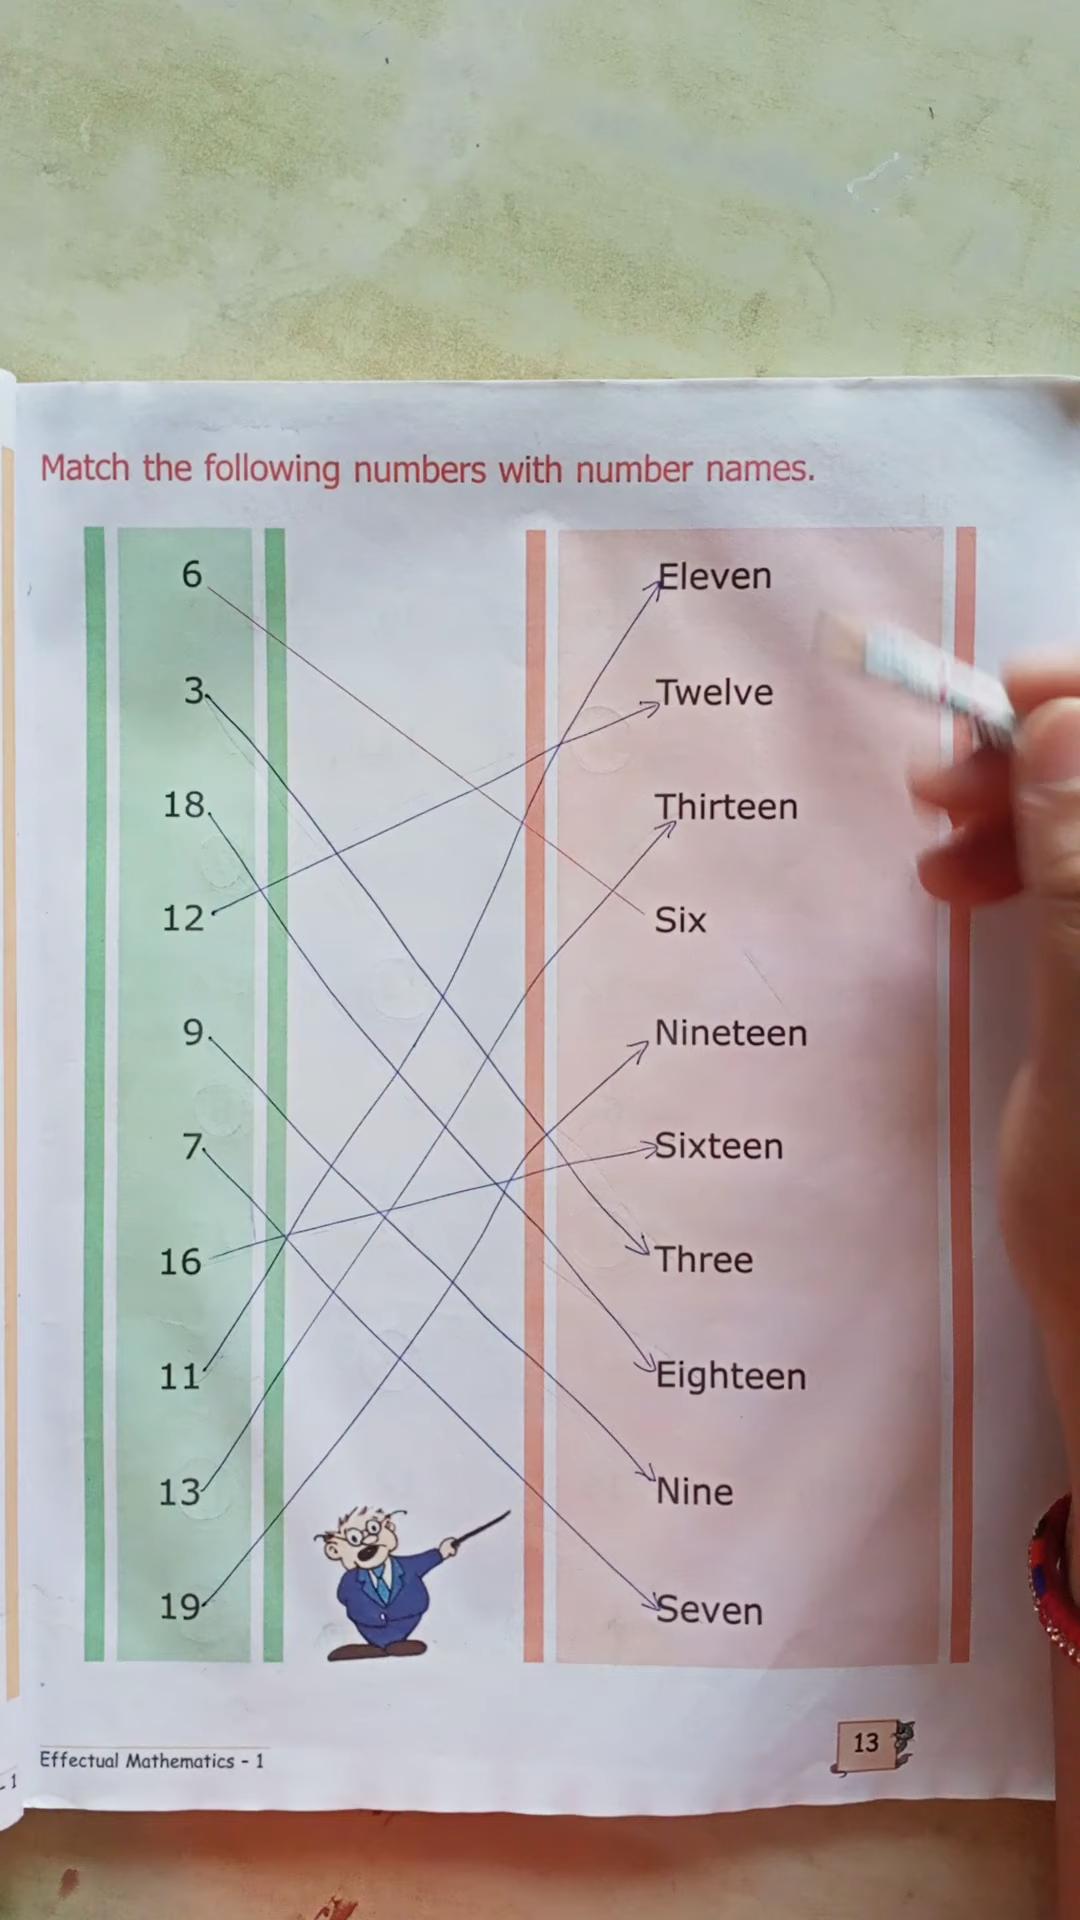 Match the following numbers with number names.
6 Eleven
3 Twelve
18 Thirteen
12 Six
9 Nineteen
7 Sixteen
16 Three
11 Eighteen
13 Nine
19 Seven
Effectual Mathematics - 1
13
- 1